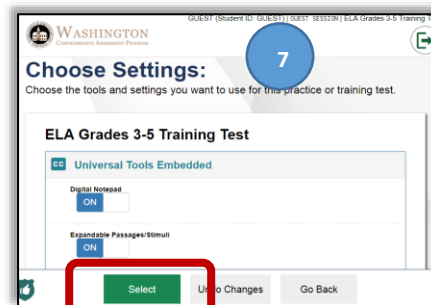 GUEST (Student ID: GUEST) | GUEST SESSION | ELA Grades 3-5 Training
WASHINGTON
COMPREHENSIVE ASSESSMENT PROGRAM
7
Choose Settings:
Choose the tools and settings you want to use for this practice or training test.
ELA Grades 3-5 Training Test
CC Universal Tools Embedded
Digital Notepad
ON
Expandable Passages/Stimuli
ON
Select
Undo Changes
Go Back